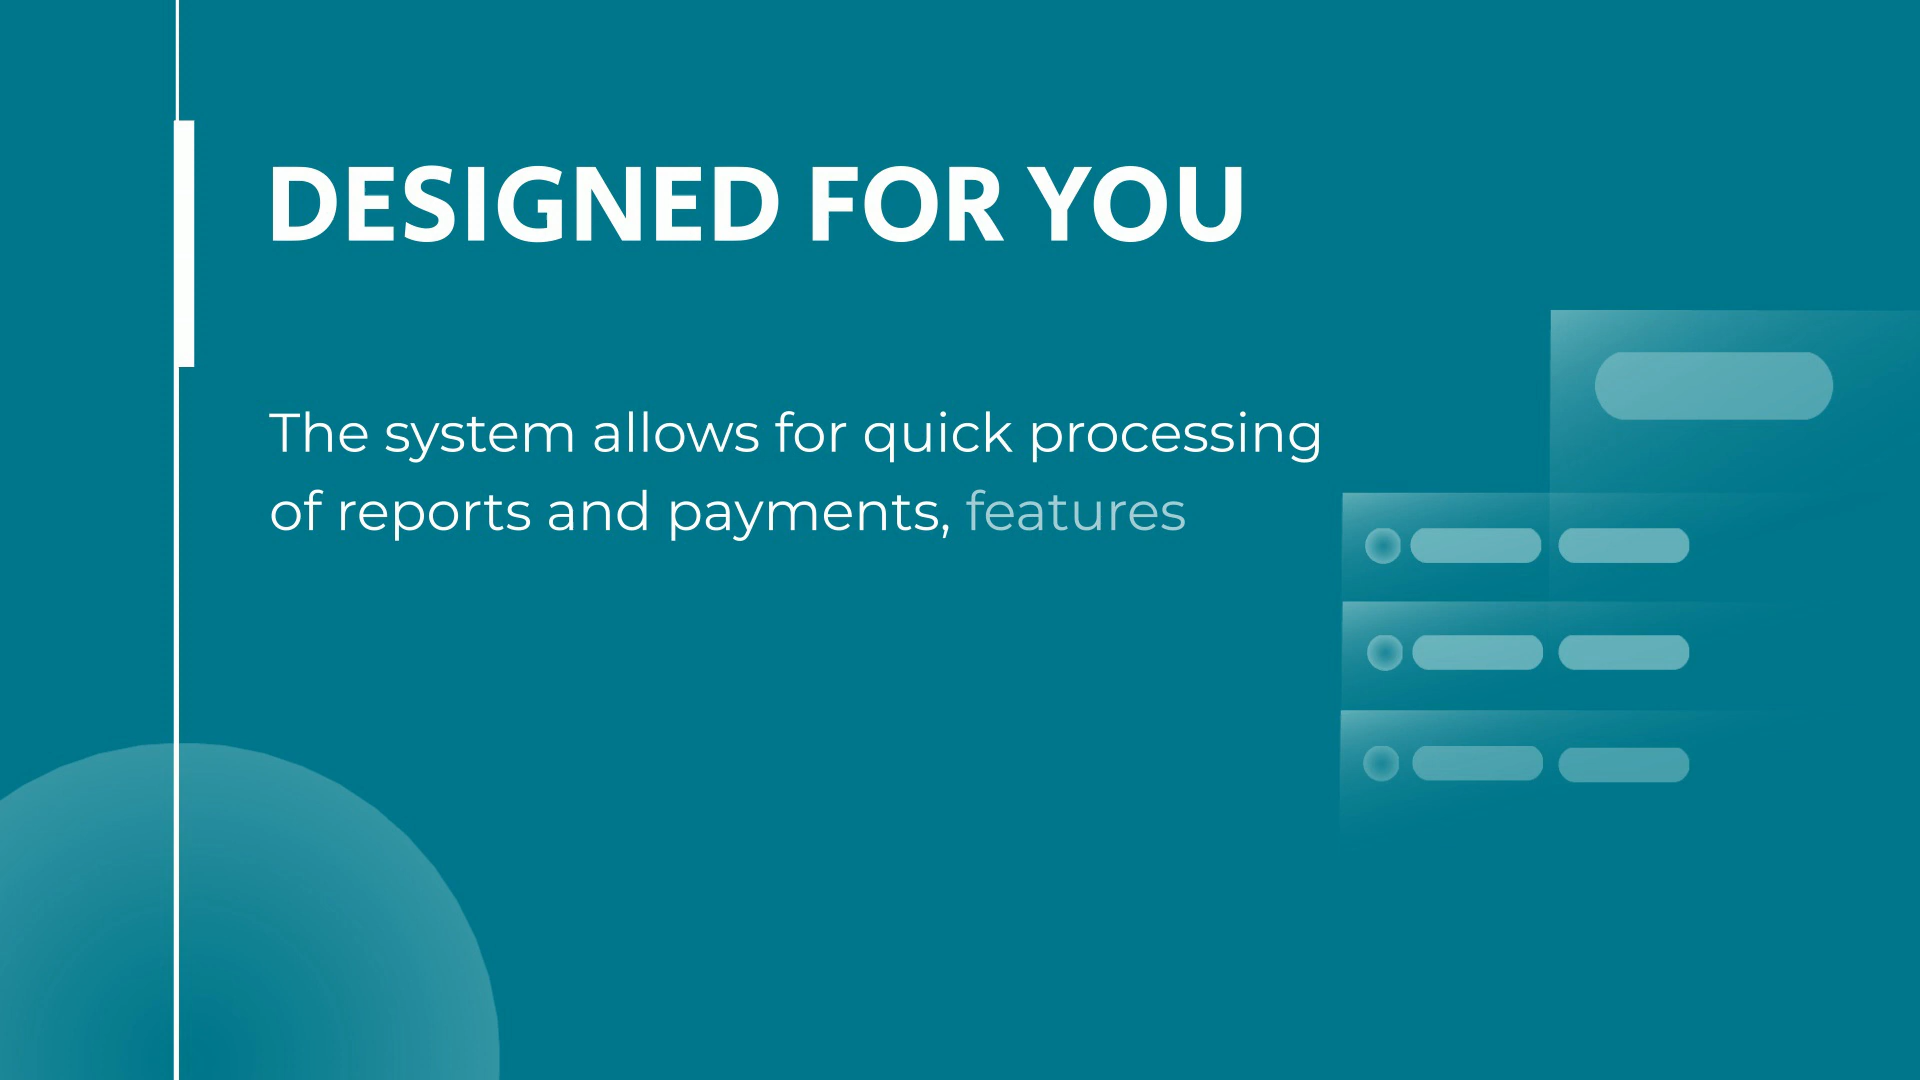 DESIGNED FOR YOU
The system allows for quick processing
of reports and payments, features